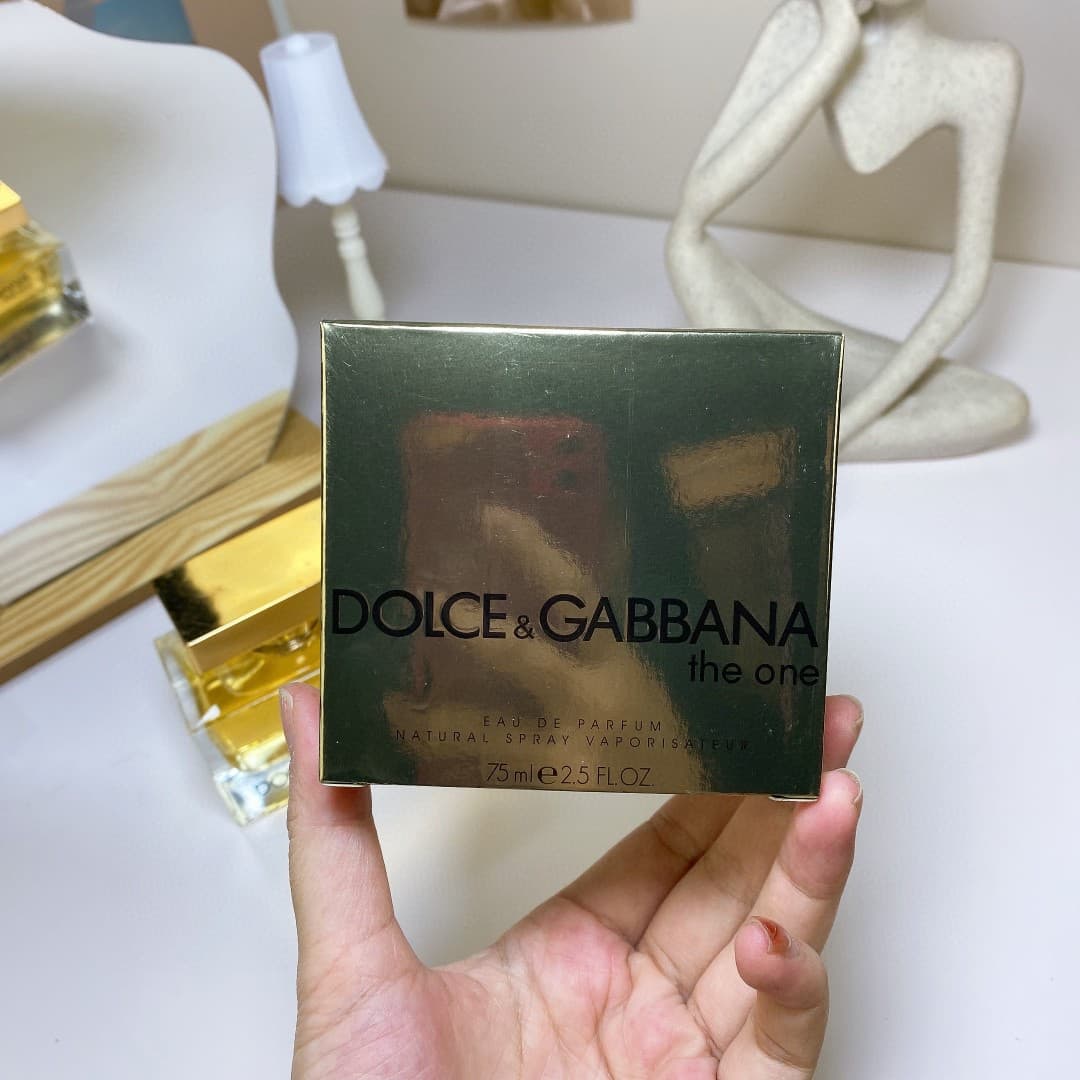 DOLCE&GABBANA
the one
EAU DE PARFUM
NATURAL SPRAY VAPORISATEUR
75 ml e 2.5 FL.OZ.